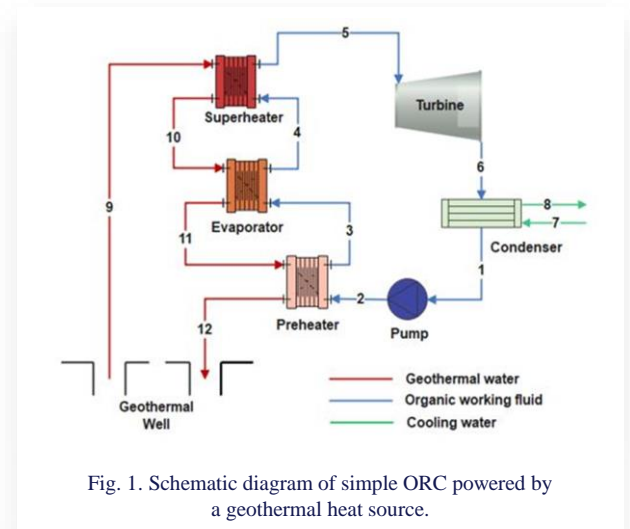 5
Turbine
Superheater
10
4
6
9
8
7
Evaporator
11
3
Condenser
1
2
Preheater
Pump
12
Geothermal
Well
Geothermal water
Organic working fluid
Cooling water
Fig. 1. Schematic diagram of simple ORC powered by
a geothermal heat source.